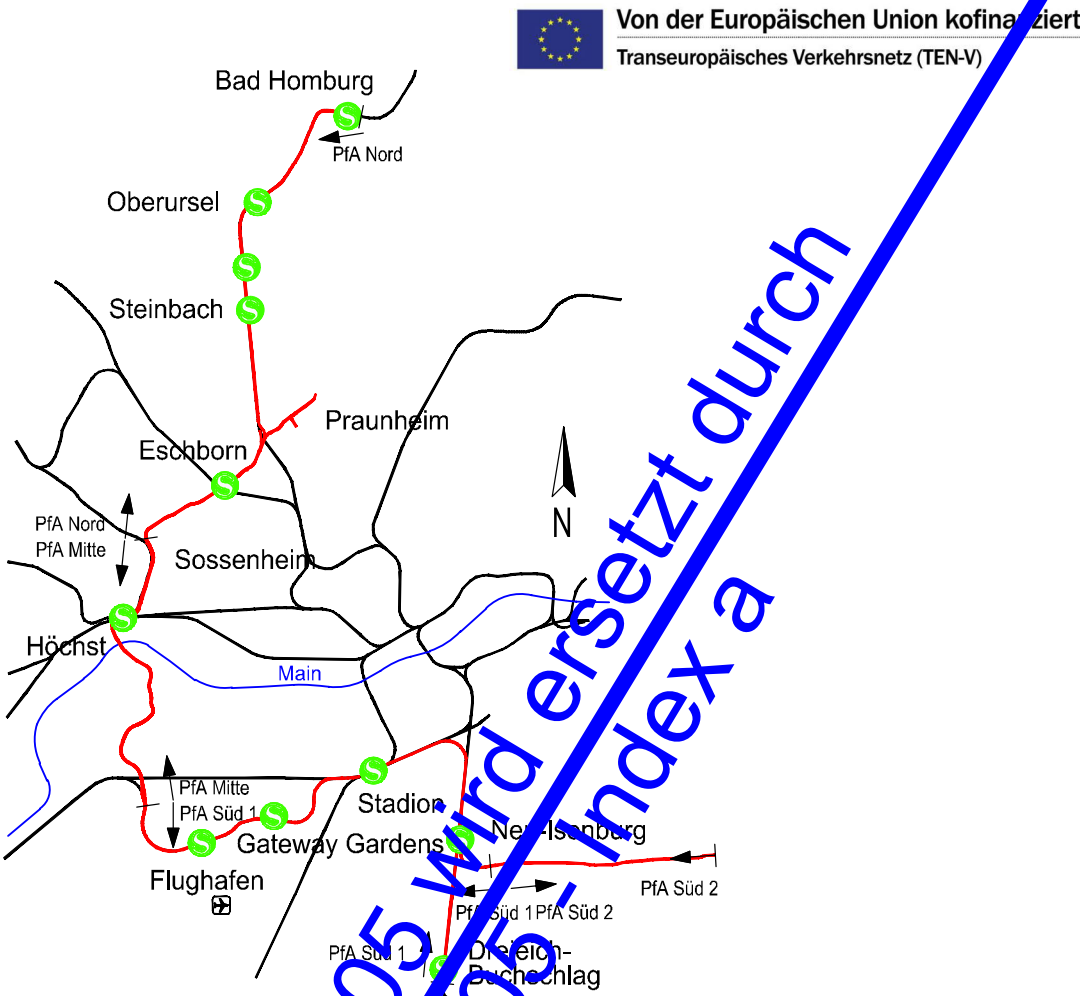 Von der Europäischen Union kofinanziert
Transeuropäisches Verkehrsnetz (TEN-V)
Bad Homburg
PfA Nord
Oberursel
Steinbach
Praunheim
Eschborn
N
PfA Nord
PfA Mitte
Sossenheim
Höchst
Main
PfA Mitte
PfA Süd 1
Stadion
Neu-Isenburg
Gateway Gardens
Flughafen
PfA Süd 2
PfA Süd 1 PfA Süd 2
PfA Süd 1
Dreieich-
Buchschlag
05 wird ersetzt durch
05 - Index a